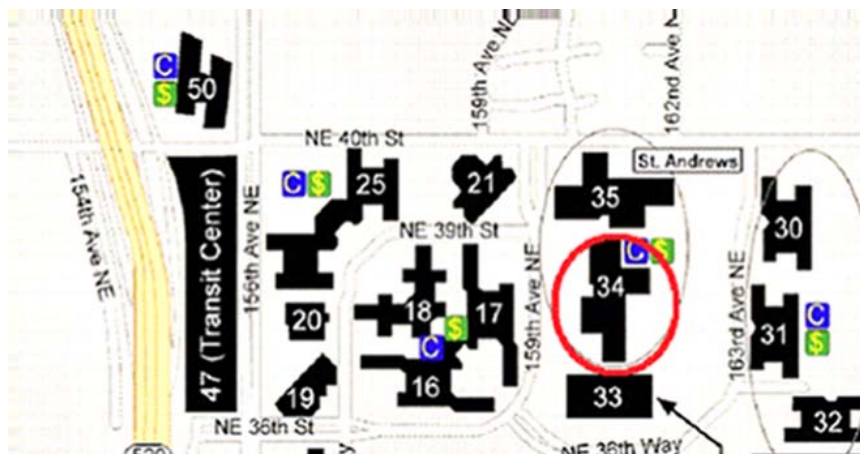 159th Ave NE
162nd Ave N
C
$
50
NE 40th St
St. Andrews
154th Ave NE
47 (Transit Center)
156th Ave NE
C $
25
21
35
NE 39th St
159th Ave NE
C $
34
30
163rd Ave NE
20
18
17
$
C
16
31
C
$
19
33
32
NE 36th St
NE 36th Way
520
y